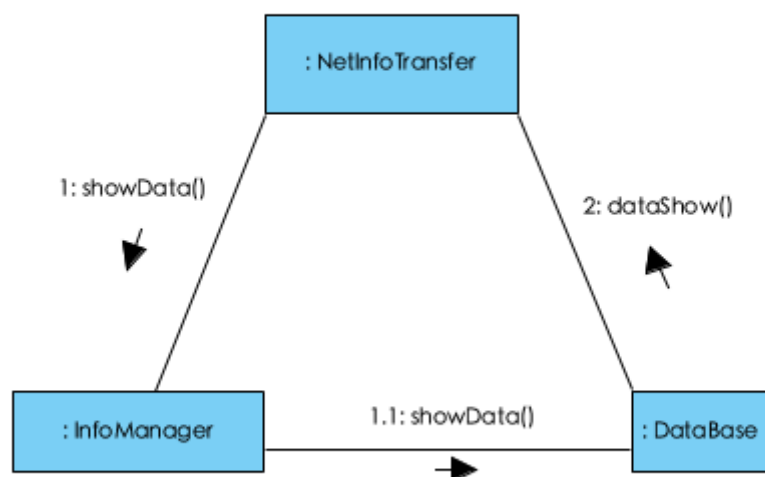 : NetInfoTransfer
1: showData()
2: dataShow()
: InfoManager
1.1: showData()
: DataBase